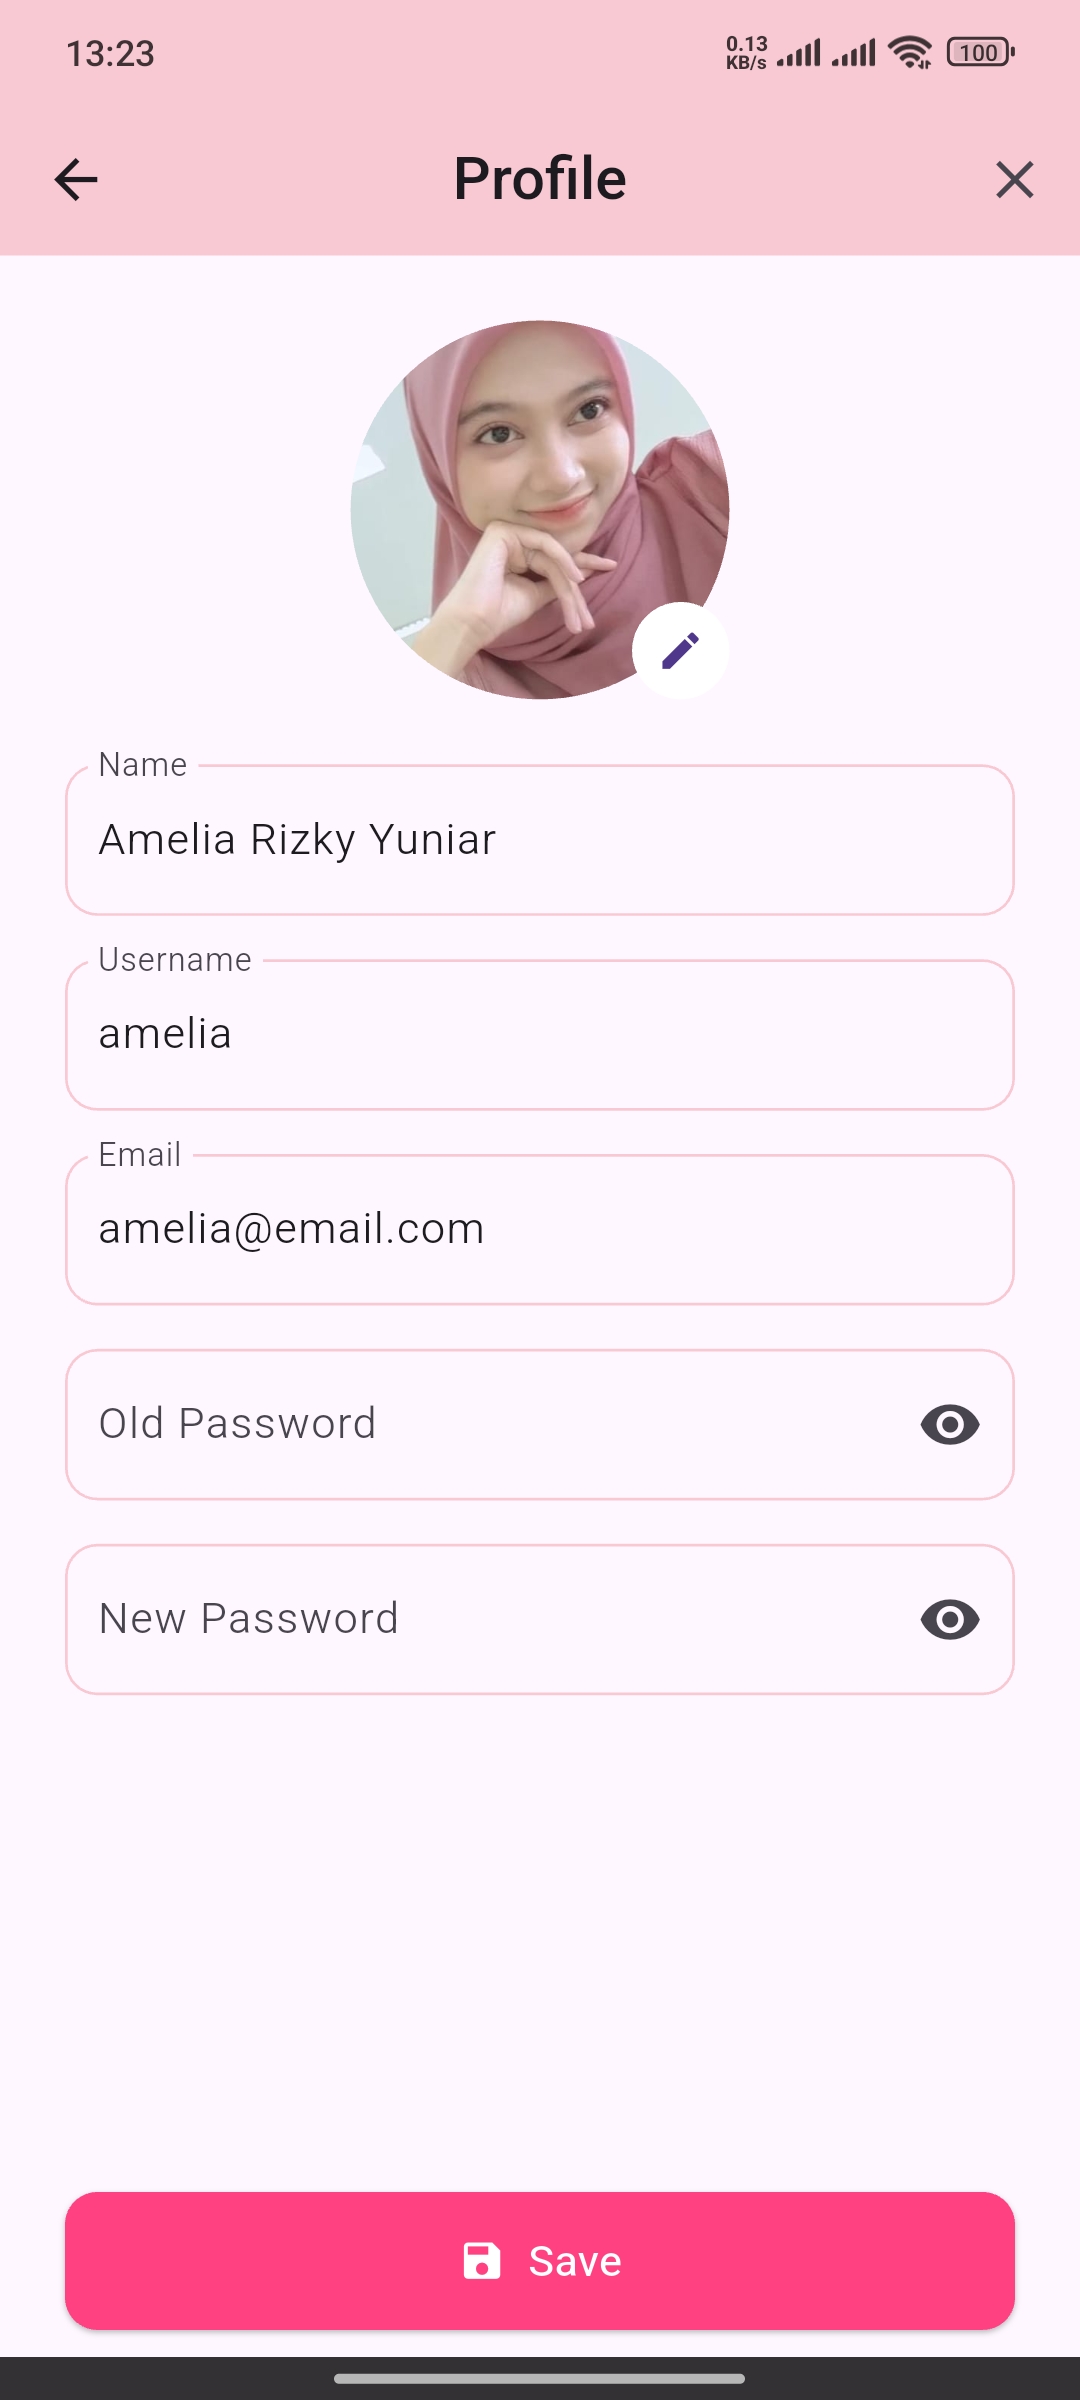 13:23
0.13
KB/s
100
Profile
Name
Amelia Rizky Yuniar
Username
amelia
Email
amelia@email.com
Old Password
New Password
Save